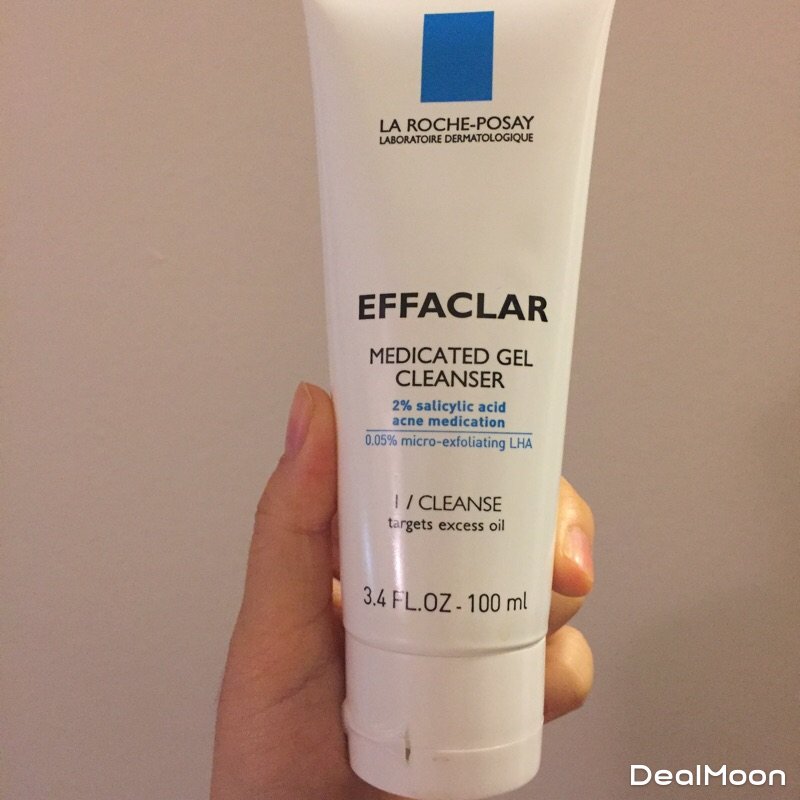 LA ROCHE-POSAY
LABORATOIRE DERMATOLOGIQUE
EFFACLAR
MEDICATED GEL
CLEANSER
2% salicylic acid
acne medication
0.05% micro-exfoliating LHA
1 / CLEANSE
targets excess oil
3.4 FL.OZ - 100 ml
DealMoon